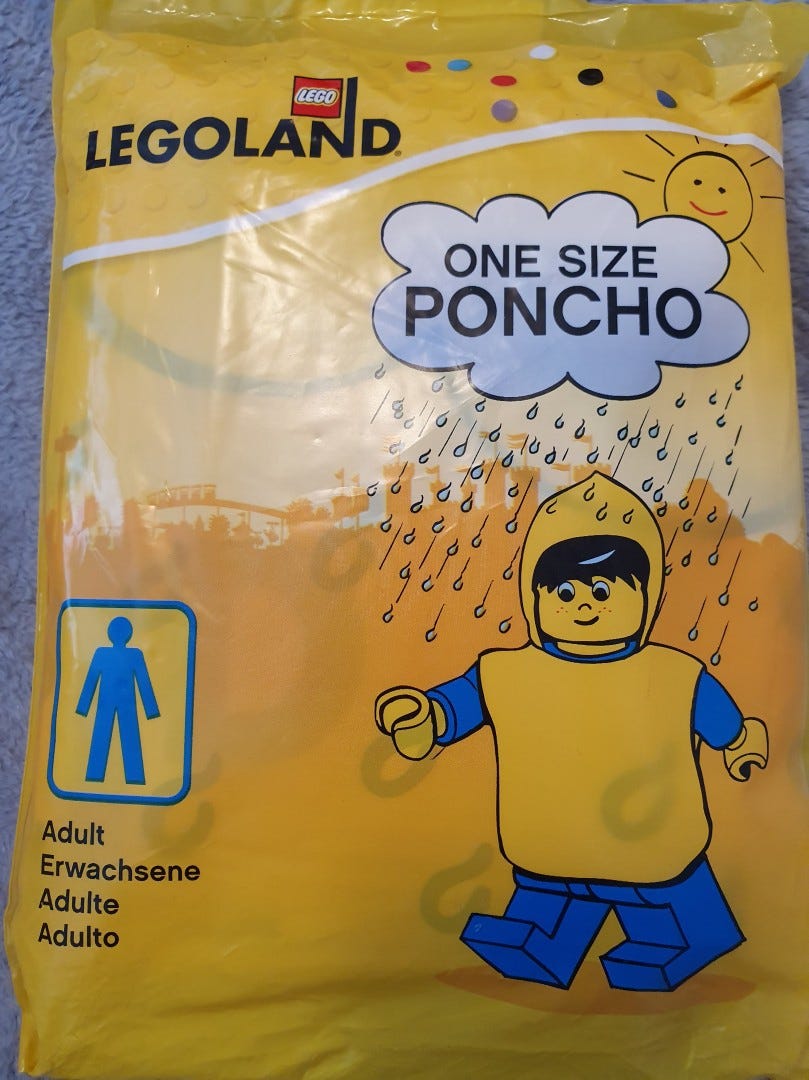 LEGO
LEGOLAND®
ONE SIZE
PONCHO
Adult
Erwachsene
Adulte
Adulto